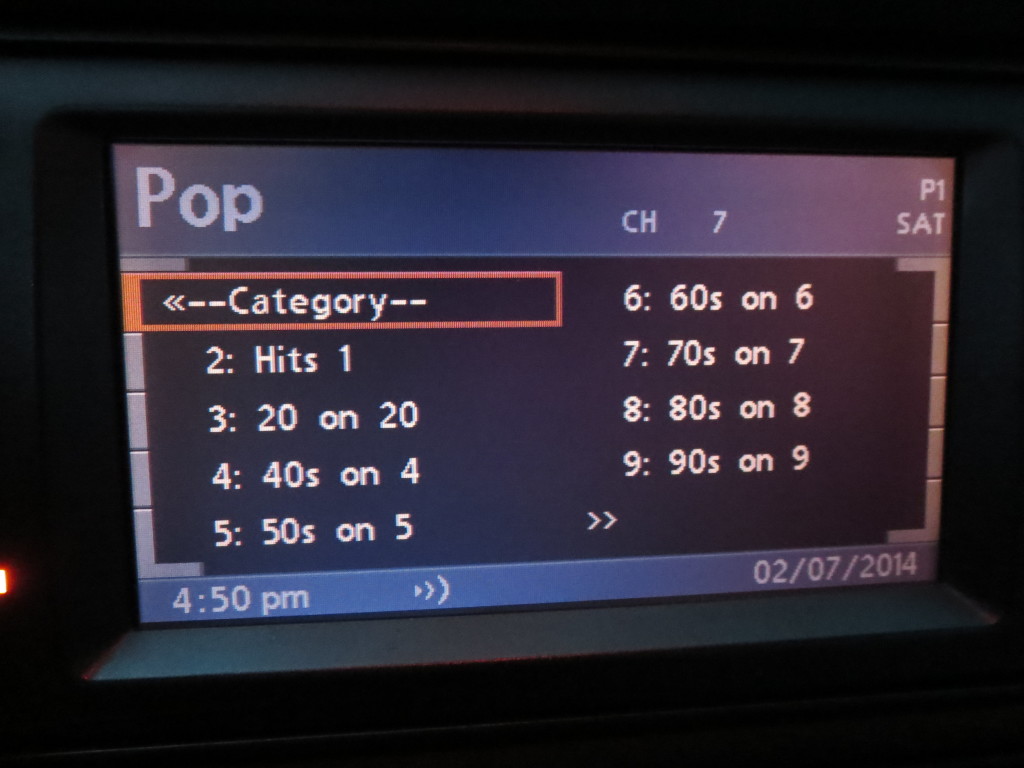 Pop
CH 7
P1
SAT
«--Category--
2: Hits 1
3: 20 on 20
4: 40s on 4
5: 50s on 5
6: 60s on 6
7: 70s on 7
8: 80s on 8
9: 90s on 9
>>
4:50 pm
02/07/2014